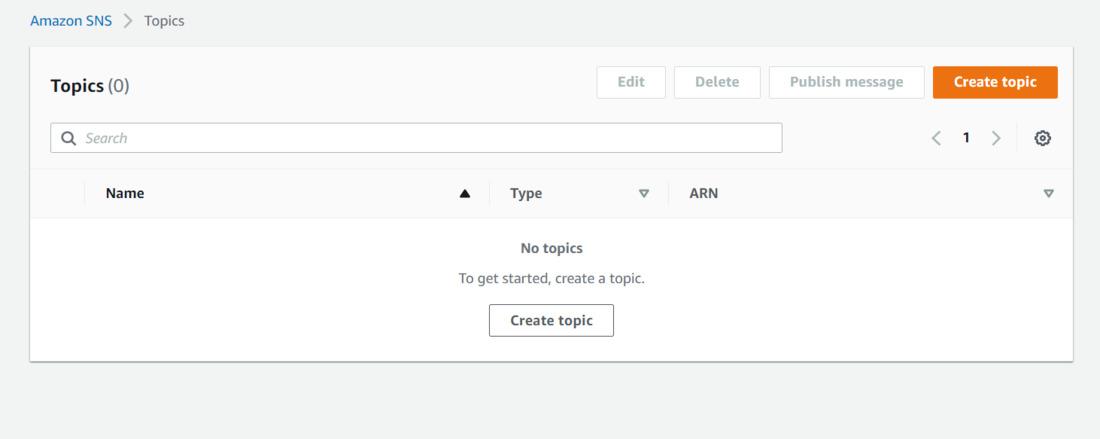 Amazon SNS > Topics
Topics (0)
Edit Delete Publish message Create topic
Search
1
Name Type ARN
No topics
To get started, create a topic.
Create topic